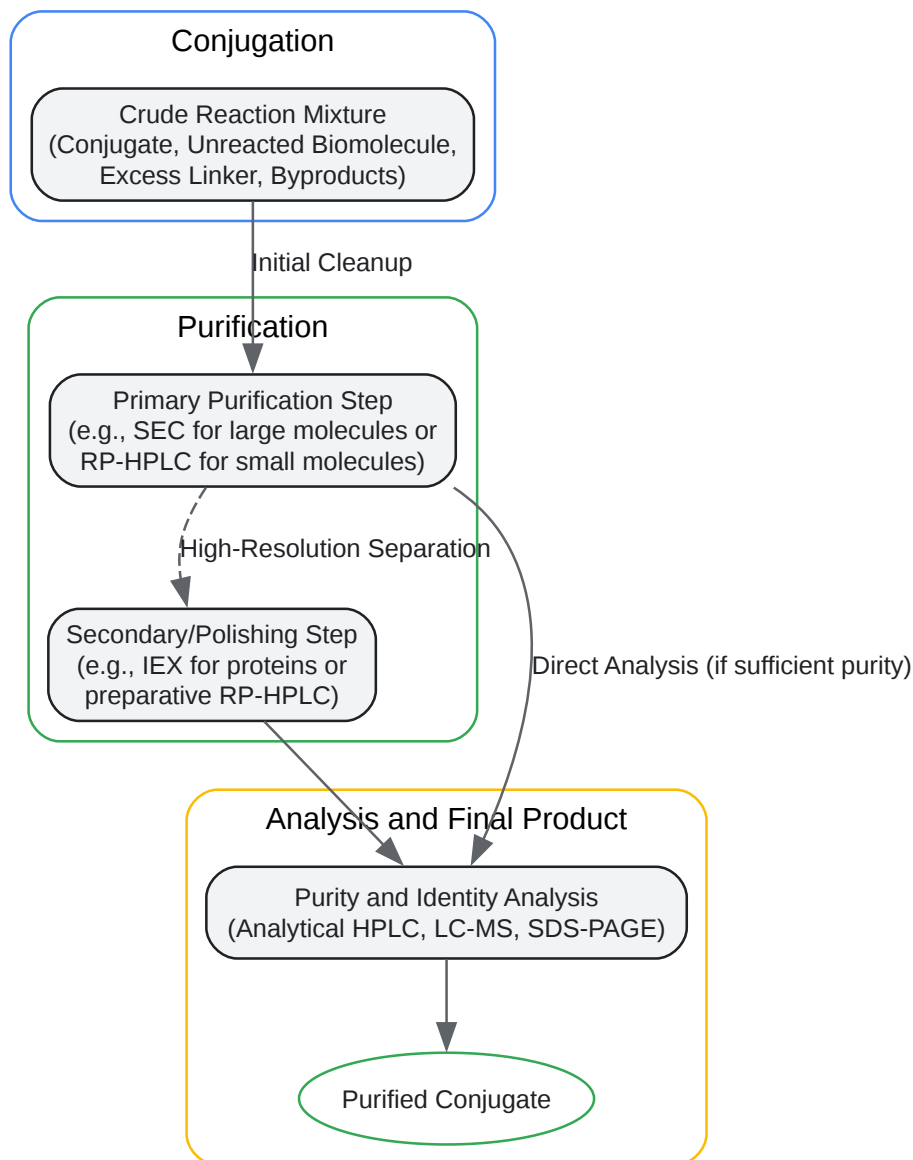 Conjugation
Crude Reaction Mixture
(Conjugate, Unreacted Biomolecule,
Excess Linker, Byproducts)
Initial Cleanup
Purification
Primary Purification Step
(e.g., SEC for large molecules or
RP-HPLC for small molecules)
High-Resolution Separation
Secondary/Polishing Step
(e.g., IEX for proteins or
preparative RP-HPLC)
Direct Analysis (if sufficient purity)
Analysis and Final Product
Purity and Identity Analysis
(Analytical HPLC, LC-MS, SDS-PAGE)
Purified Conjugate